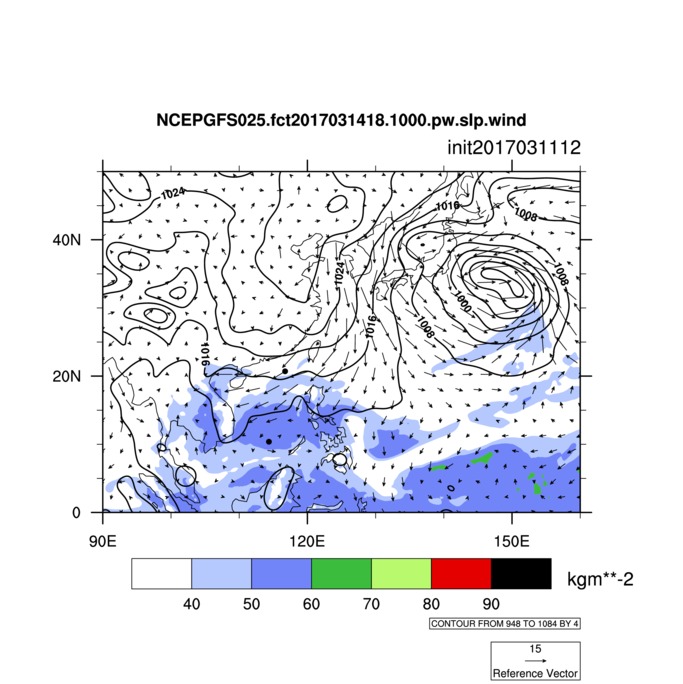 NCEPGFS025.fct2017031418.1000.pw.slp.wind
init2017031112
1024
1016
1008
40N
1024
1008
1000
1016
1008
1016
20N
0
90E 120E 150E
40 50 60 70 80 90
kgm**-2
CONTOUR FROM 948 TO 1084 BY 4
15
Reference Vector